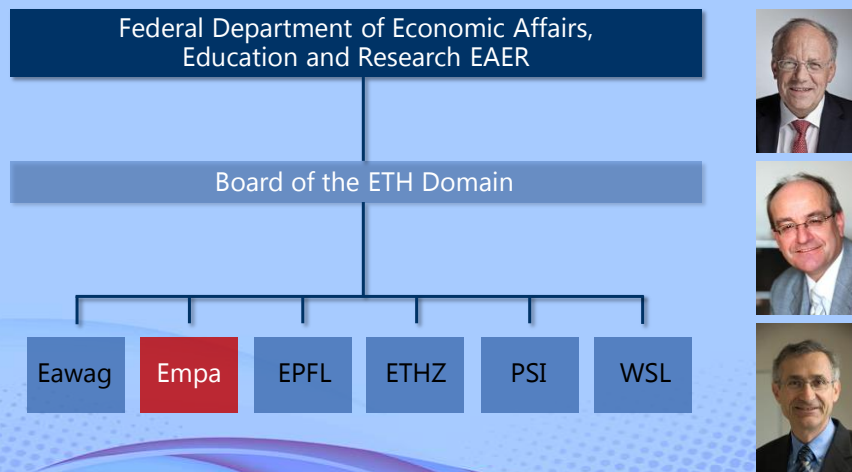 Federal Department of Economic Affairs,
Education and Research EAER
Board of the ETH Domain
Eawag
Empa
EPFL
ETHZ
PSI
WSL